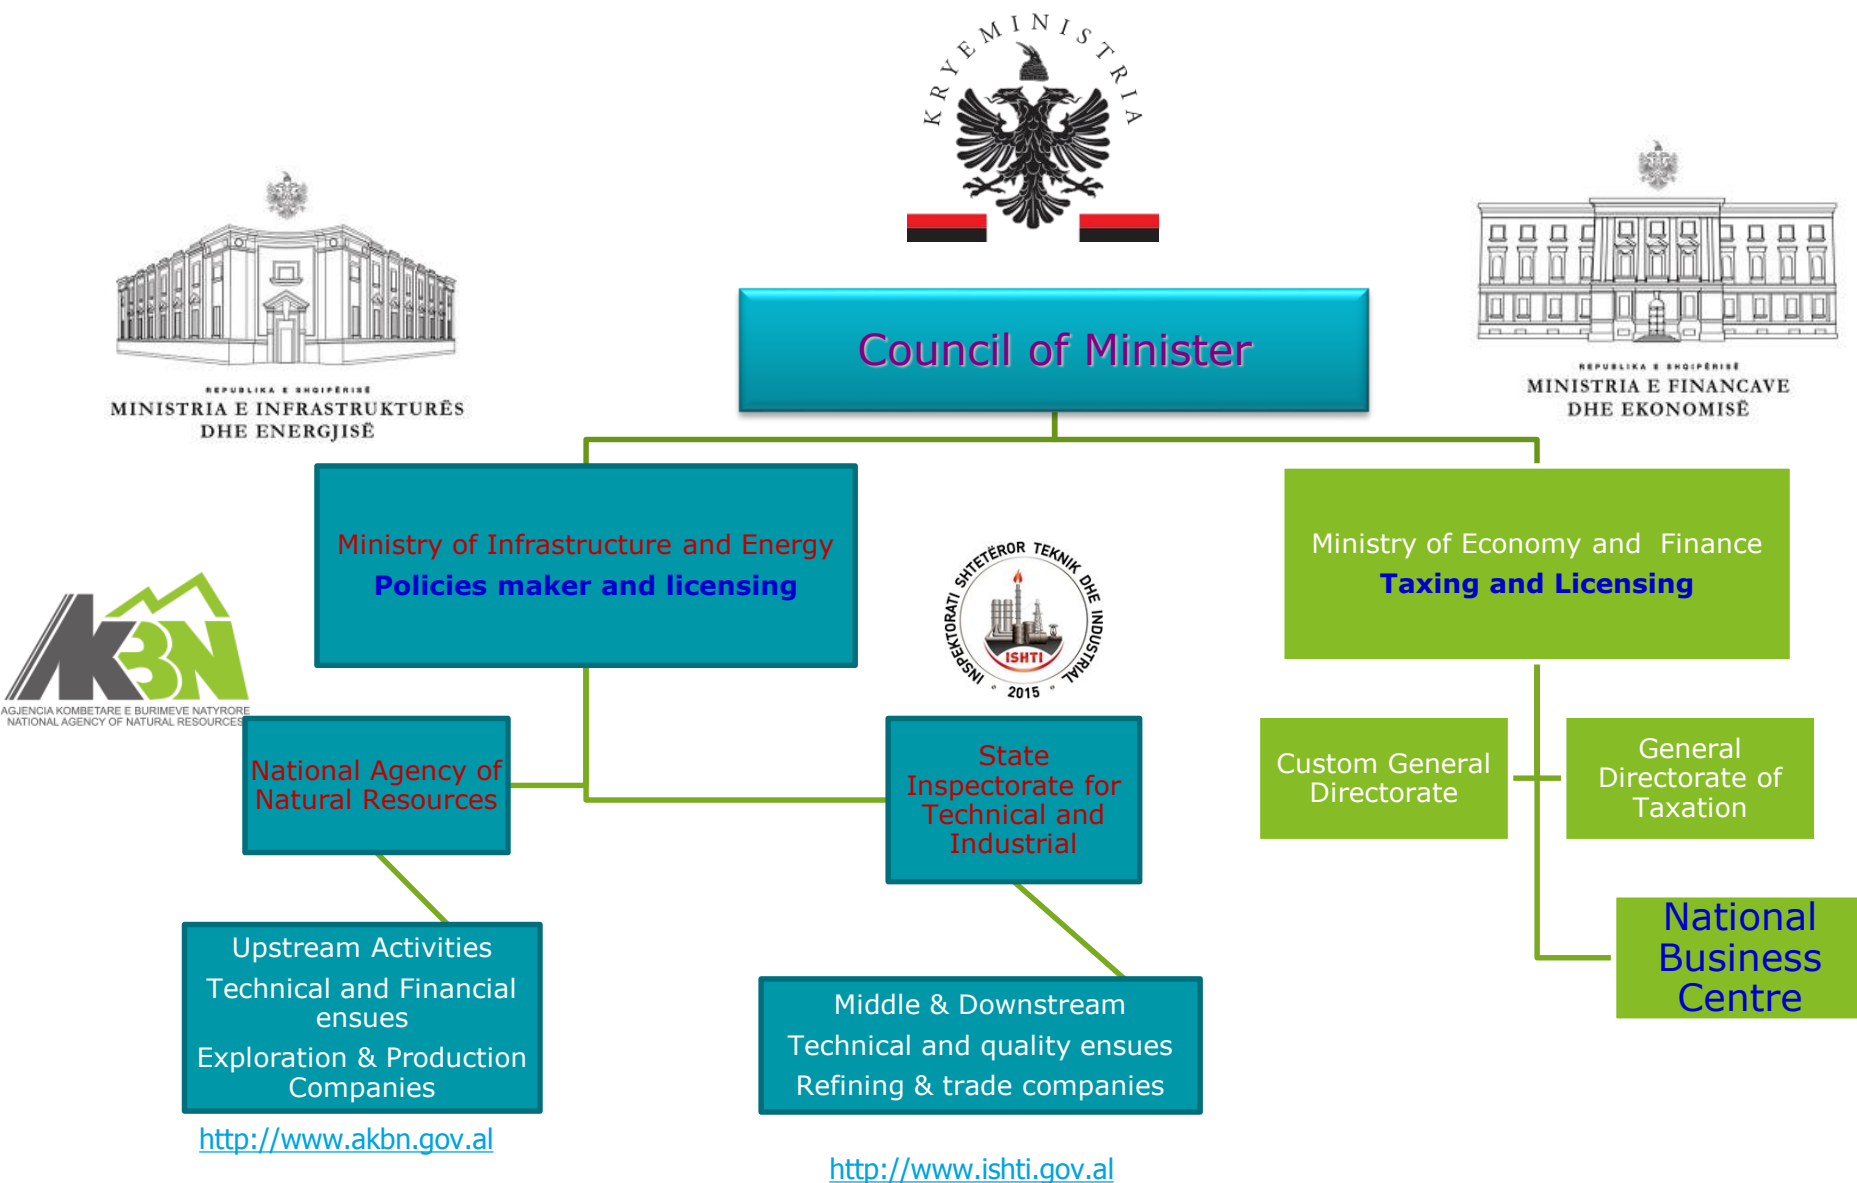 KRYEMINISTRIA
REPUBLIKA E SHQIPËRISË
MINISTRIA E INFRASTRUKTURËS
DHE ENERGJISË
REPUBLIKA E SHQIPËRISË
MINISTRIA E FINANCAVE
DHE EKONOMISË
Council of Minister
Ministry of Infrastructure and Energy
Policies maker and licensing
INSPEKTORATI SHTETËROR TEKNIK DHE INDUSTRIAL
ISHTI
2015
Ministry of Economy and Finance
Taxing and Licensing
AKBN
AGJENCIA KOMBETARE E BURIMEVE NATYRORE
NATIONAL AGENCY OF NATURAL RESOURCES
National Agency of
Natural Resources
State
Inspectorate for
Technical and
Industrial
Custom General
Directorate
General
Directorate of
Taxation
National
Business
Centre
Upstream Activities
Technical and Financial
ensues
Exploration & Production
Companies
http://www.akbn.gov.al
Middle & Downstream
Technical and quality ensues
Refining & trade companies
http://www.ishti.gov.al